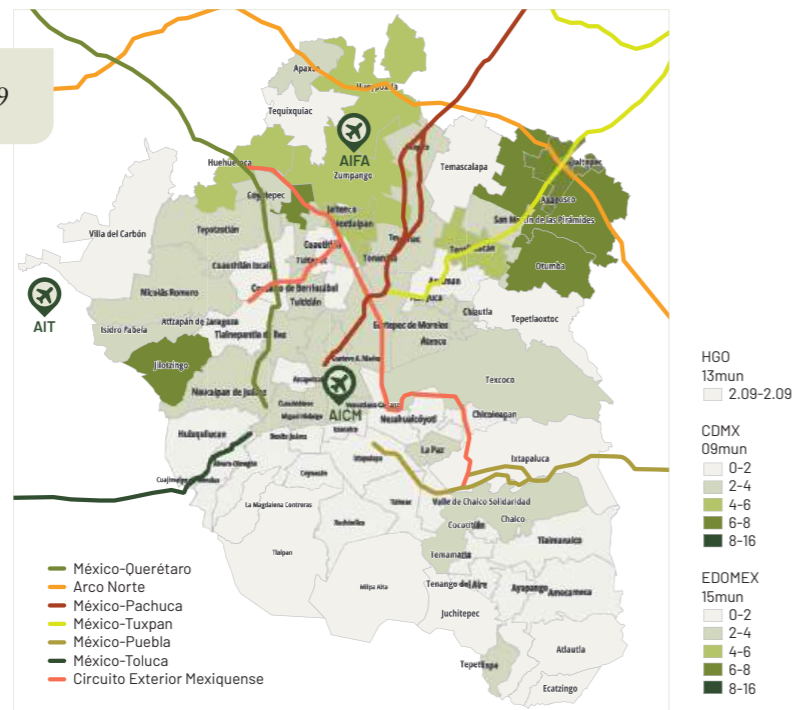 9
Apaxco
Hueypoxtla
Tequixquiac
AIFA
Zumpango
Huehuetoca
Temascalapa
Coyotepec
Axapusco
Jaltenco
Nextlalpan
San Martín de las Pirámides
Villa del Carbón
Tepotzotlán
Teotihuacán
Cuautitlán
Tultepec
Tonanitla
Otumba
Cuautitlán Izcalli
AIT
Nicolás Romero
Coacalco de Berriozábal
Tultitlán
Chiautla
Tepetlaoxtoc
Isidro Fabela
Atizapán de Zaragoza
Tlalnepantla de Baz
Ecatepec de Morelos
Atenco
Jilotzingo
Gustavo A. Madero
Texcoco
Azcapotzalco
Naucalpan de Juárez
AICM
Cuauhtémoc
Venustiano Carranza
Chicoloapan
Miguel Hidalgo
Nezahualcóyotl
Iztacalco
Huixquilucan
Benito Juárez
La Paz
Ixtapaluca
Álvaro Obregón
Iztapalapa
Coyoacán
Cuajimalpa de Morelos
La Magdalena Contreras
Tláhuac
Valle de Chalco Solidaridad
Xochimilco
Chalco
Cocotitlán
Tlalmanalco
Tlalpan
Temamatla
Milpa Alta
Tenango del Aire
Ayapango
Amecameca
Juchitepec
Atlautla
Tepetlixpa
Ecatzingo
México-Querétaro
Arco Norte
México-Pachuca
México-Tuxpan
México-Puebla
México-Toluca
Circuito Exterior Mexiquense
HGO
13mun
2.09-2.09
CDMX
09mun
0-2
2-4
4-6
6-8
8-16
EDOMEX
15mun
0-2
2-4
4-6
6-8
8-16